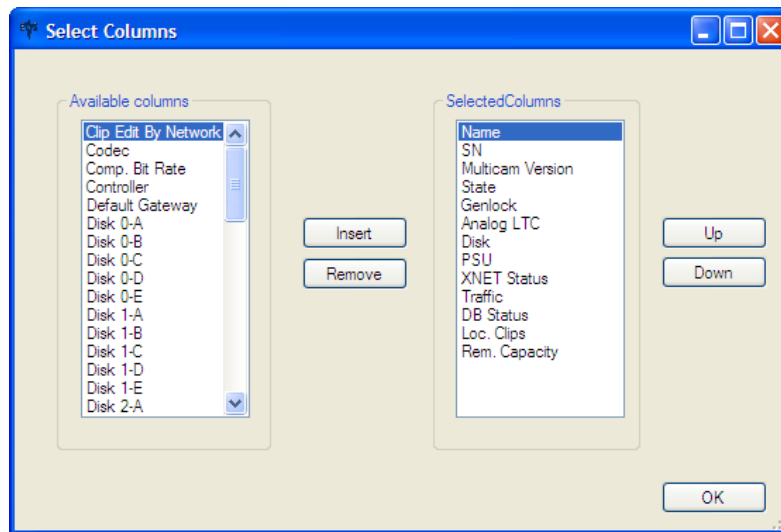 evs Select Columns
Available columns
Clip Edit By Network
Codec
Comp. Bit Rate
Controller
Default Gateway
Disk 0-A
Disk 0-B
Disk 0-C
Disk 0-D
Disk 0-E
Disk 1-A
Disk 1-B
Disk 1-C
Disk 1-D
Disk 1-E
Disk 2-A
Insert
Remove
SelectedColumns
Name
SN
Multicam Version
State
Genlock
Analog LTC
Disk
PSU
XNET Status
Traffic
DB Status
Loc. Clips
Rem. Capacity
Up
Down
OK